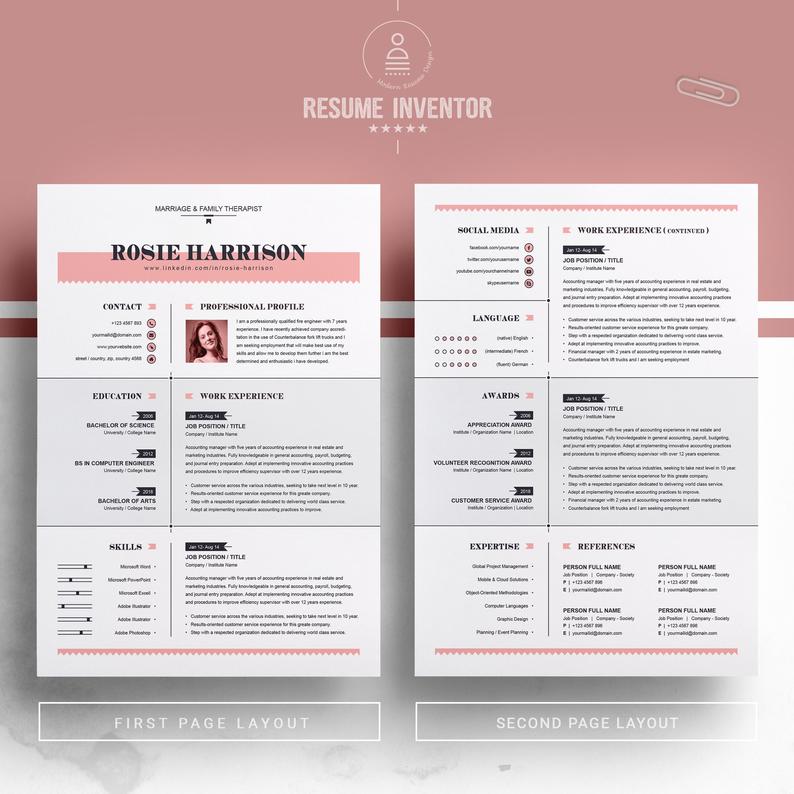 Modern Resume Design
RESUME INVENTOR
MARRIAGE & FAMILY THERAPIST
ROSIE HARRISON
www.linkedin.com/in/rosie-harrison
CONTACT
+123 4567 893
yourmailid@domain.com
www.yourwebsite.com
street / country, zip, country 4568
PROFESSIONAL PROFILE
I am a professionally qualified fire engineer with 7 years
experience. I have recently achieved company accredi-
tation in the use of Counterbalance fork lift trucks and I
am seeking employment that will make best use of my
skills and allow me to develop them further I am the best
determined and enthusiastic I have developed.
EDUCATION
2006
BACHELOR OF SCIENCE
University / College Name
2012
BS IN COMPUTER ENGINEER
University / College Name
2018
BACHELOR OF ARTS
University / College Name
WORK EXPERIENCE
Jan 12- Aug 14
JOB POSITION / TITLE
Company / Institute Name
Accounting manager with five years of accounting experience in real estate and
marketing industries. Fully knowledgeable in general accounting, payroll, budgeting,
and journal entry preparation. Adept at implementing innovative accounting practices
and procedures to improve efficiency supervisor with over 12 years experience.
• Customer service across the various industries, seeking to take next level in 10 year.
• Results-oriented customer service experience for this greate company.
• Step with a respected organization dedicated to delivering world class service.
• Adept at implementing innovative accounting practices to improve.
SKILLS
Microsoft Word •
Microsoft PowerPoint •
Microsoft Excell •
Adobe Illustrator •
Adobe Illustrator •
Adobe Photoshop •
Jan 12- Aug 14
JOB POSITION / TITLE
Company / Institute Name
Accounting manager with five years of accounting experience in real estate and
marketing industries. Fully knowledgeable in general accounting, payroll, budgeting,
and journal entry preparation. Adept at implementing innovative accounting practices
and procedures to improve efficiency supervisor with over 12 years experience.
• Customer service across the various industries, seeking to take next level in 10 year.
• Results-oriented customer service experience for this greate company.
• Step with a respected organization dedicated to delivering world class service.
SOCIAL MEDIA
facebook.com/yourname
twitter.com/yourusername
youtube.com/yourchannelname
skypeusername
LANGUAGE
(native) English •
(intermediate) French •
(fluent) German •
AWARDS
2006
APPRECIATION AWARD
Institute / Organization Name | Location
2012
VOLUNTEER RECOGNITION AWARD
Institute / Organization Name | Location
2018
CUSTOMER SERVICE AWARD
Institute / Organization | Location
EXPERTISE
Global Project Management •
Mobile & Cloud Solutions •
Object-Oriented Methodologies •
Computer Languages •
Graphic Design •
Planning / Event Planning •
WORK EXPERIENCE ( CONTINUED )
Jan 12- Aug 14
JOB POSITION / TITLE
Company / Institute Name
Accounting manager with five years of accounting experience in real estate and
marketing industries. Fully knowledgeable in general accounting, payroll, budgeting,
and journal entry preparation. Adept at implementing innovative accounting practices
and procedures to improve efficiency supervisor with over 12 years experience.
• Customer service across the various industries, seeking to take next level in 10 year.
• Results-oriented customer service experience for this greate company.
• Step with a respected organization dedicated to delivering world class service.
• Adept at implementing innovative accounting practices to improve.
• Financial manager with 2 years of experience at estate marketing.
• Counterbalance fork lift trucks and I am seeking employment
Jan 12- Aug 14
JOB POSITION / TITLE
Company / Institute Name
Accounting manager with five years of accounting experience in real estate and
marketing industries. Fully knowledgeable in general accounting, payroll, budgeting,
and journal entry preparation. Adept at implementing innovative accounting practices
and procedures to improve efficiency supervisor with over 12 years experience.
• Customer service across the various industries, seeking to take next level in 10 year.
• Results-oriented customer service experience for this greate company.
• Step with a respected organization dedicated to delivering world class service.
• Adept at implementing innovative accounting practices to improve.
• Financial manager with 2 years of experience at estate marketing.
• Counterbalance fork lift trucks and I am seeking employment
REFERENCES
PERSON FULL NAME
Job Position | Company - Society
P | +123 4567 896
E | yourmailid@domain.com
PERSON FULL NAME
Job Position | Company - Society
P | +123 4567 896
E | yourmailid@domain.com
PERSON FULL NAME
Job Position | Company - Society
P | +123 4567 896
E | yourmailid@domain.com
PERSON FULL NAME
Job Position | Company - Society
P | +123 4567 896
E | yourmailid@domain.com
FIRST PAGE LAYOUT
SECOND PAGE LAYOUT